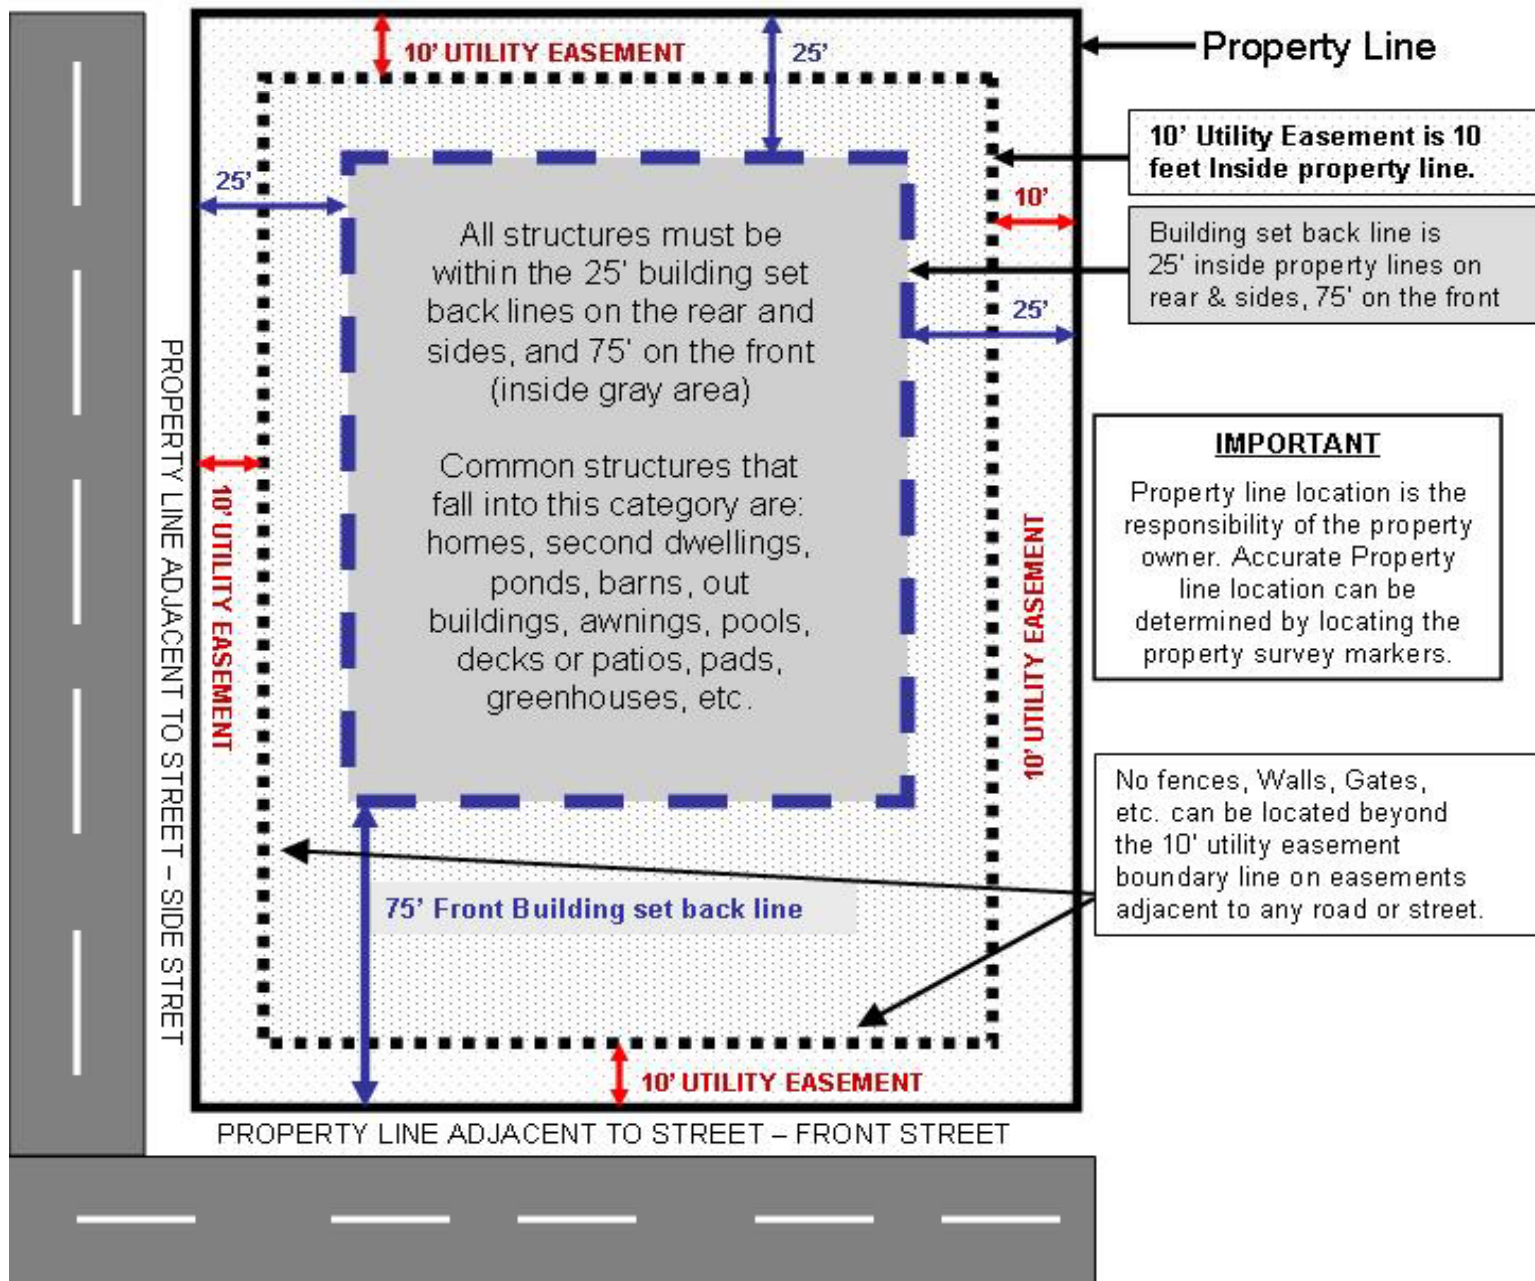 10' UTILITY EASEMENT
25'
Property Line
10' Utility Easement is 10
feet Inside property line.
25'
10'
Building set back line is
25' inside property lines on
rear & sides, 75' on the front
25'
All structures must be
within the 25' building set
back lines on the rear and
sides, and 75' on the front
(inside gray area)
Common structures that
fall into this category are:
homes, second dwellings,
ponds, barns, out
buildings, awnings, pools,
decks or patios, pads,
greenhouses, etc.
PROPERTY LINE ADJACENT TO STREET – SIDE STRET
10' UTILITY EASEMENT
10' UTILITY EASEMENT
IMPORTANT
Property line location is the
responsibility of the property
owner. Accurate Property
line location can be
determined by locating the
property survey markers.
No fences, Walls, Gates,
etc. can be located beyond
the 10' utility easement
boundary line on easements
adjacent to any road or street.
75' Front Building set back line
10' UTILITY EASEMENT
PROPERTY LINE ADJACENT TO STREET – FRONT STREET